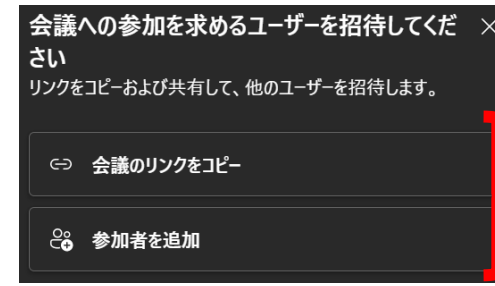 会議への参加を求めるユーザーを招待してくだ
さい
リンクをコピーおよび共有して、他のユーザーを招待します。
会議のリンクをコピー
参加者を追加